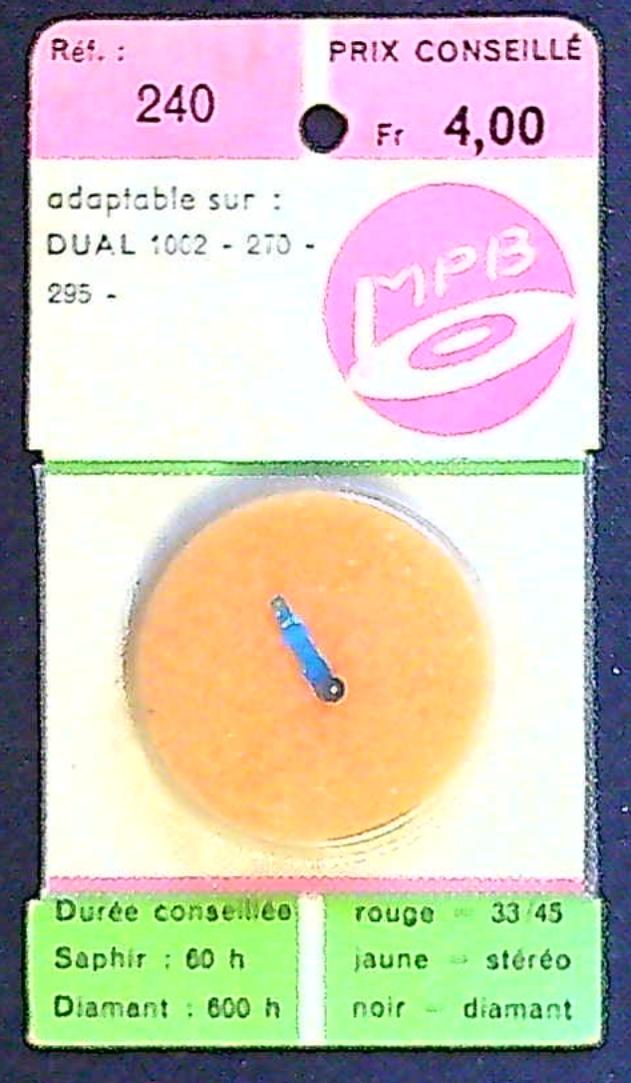 Réf. :
240
PRIX CONSEILLÉ
Fr 4,00
adaptable sur :
DUAL 1002 - 270 -
295 -
MPB
Durée conseillée
Saphir : 60 h
Diamant : 600 h
rouge = 33/45
jaune = stéréo
noir = diamant